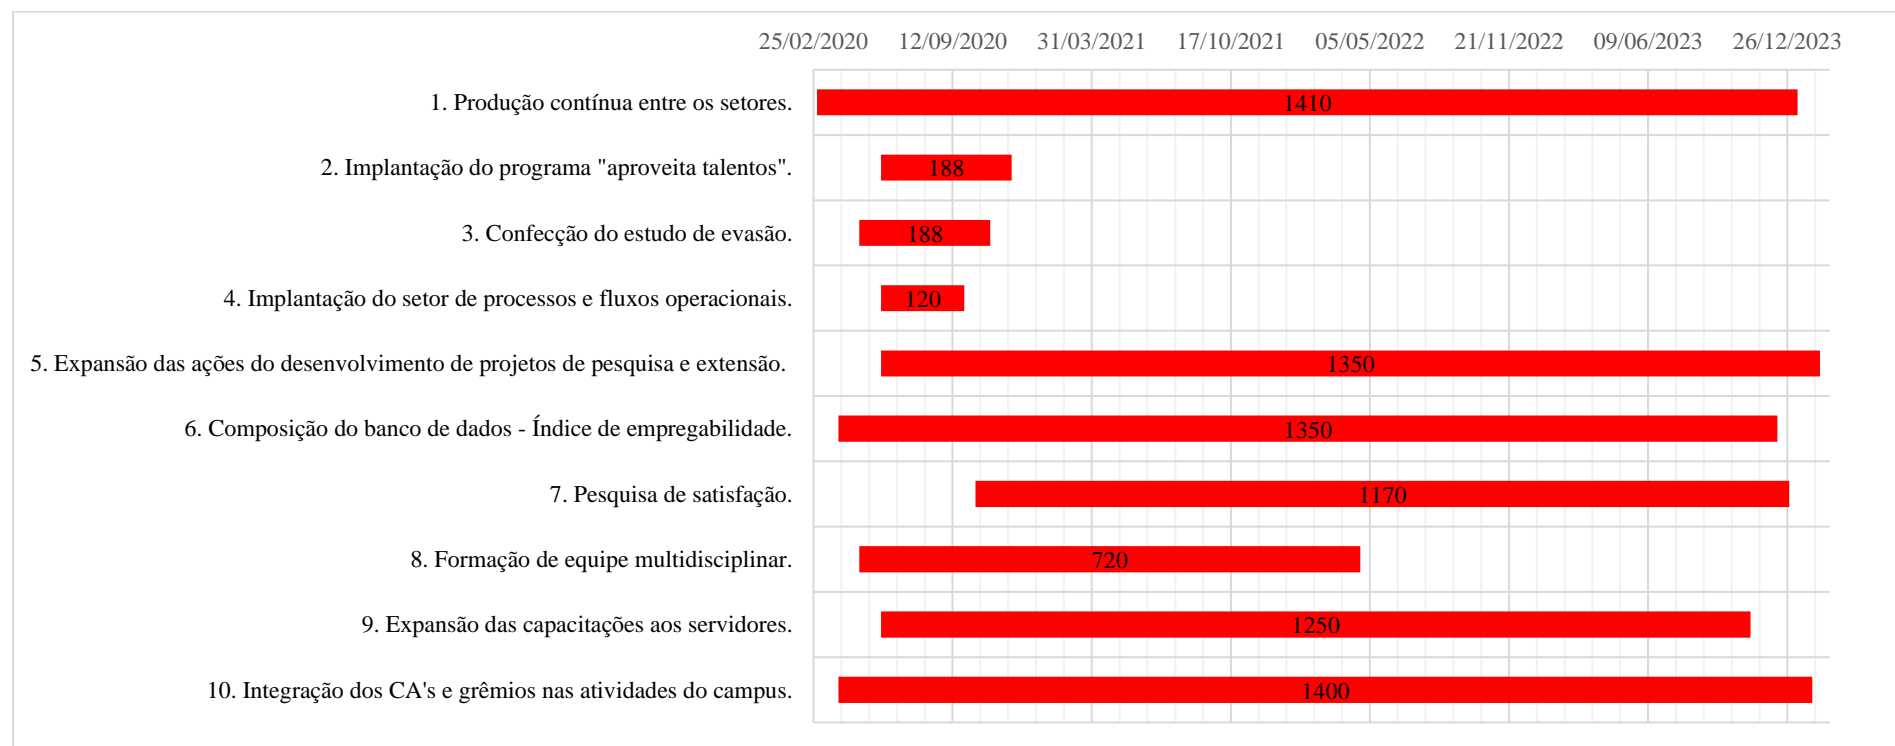 25/02/2020 12/09/2020 31/03/2021 17/10/2021 05/05/2022 21/11/2022 09/06/2023 26/12/2023
1. Produção contínua entre os setores. 1410
2. Implantação do programa "aproveita talentos". 188
3. Confecção do estudo de evasão. 188
4. Implantação do setor de processos e fluxos operacionais. 120
5. Expansão das ações do desenvolvimento de projetos de pesquisa e extensão. 1350
6. Composição do banco de dados - Índice de empregabilidade. 1350
7. Pesquisa de satisfação. 1170
8. Formação de equipe multidisciplinar. 720
9. Expansão das capacitações aos servidores. 1250
10. Integração dos CA's e grêmios nas atividades do campus. 1400